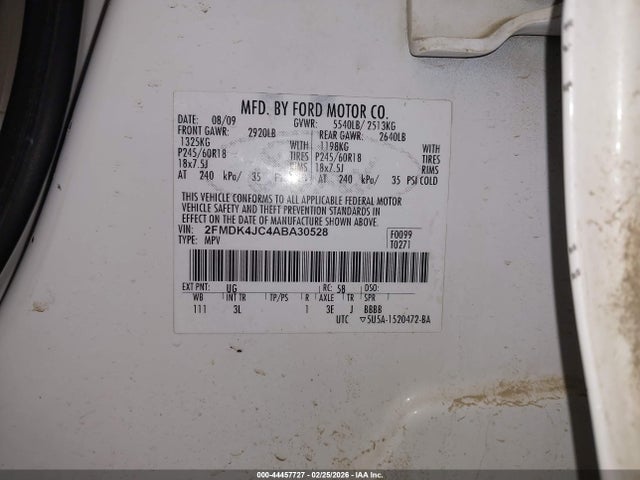 MFD. BY FORD MOTOR CO.
DATE: 08/09 GVWR: 5540LB/ 2513KG
FRONT GAWR: 2920LB REAR GAWR: 2640LB
1325KG WITH 1198KG WITH
P245/60R18 TIRES P245/60R18 TIRES
18x7.5J RIMS 18x7.5J RIMS
AT 240 kPa/ 35 AT 240 kPa/ 35 PSI COLD
THIS VEHICLE CONFORMS TO ALL APPLICABLE FEDERAL MOTOR
VEHICLE SAFETY AND THEFT PREVENTION STANDARDS IN
EFFECT ON THE DATE OF MANUFACTURE SHOWN ABOVE.
VIN: 2FMDK4JC4ABA30528 F0099
TYPE: MPV T0271
EXT PNT: UG RC: 58 DSO:
WB INT TR TP/PS R AXLE TR SPR
111 3L 1 3E J BBBB
UTC ▽5U5A-1520472-BA
000-44457727 - 02/25/2026 - IAAI.com